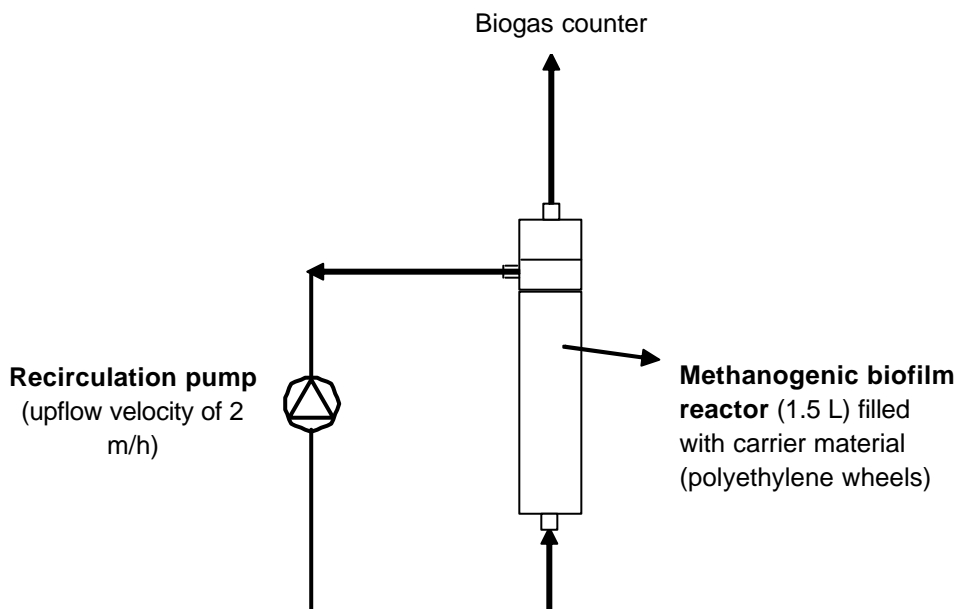 Biogas counter
Recirculation pump
(upflow velocity of 2
m/h)
Methanogenic biofilm
reactor (1.5 L) filled
with carrier material
(polyethylene wheels)